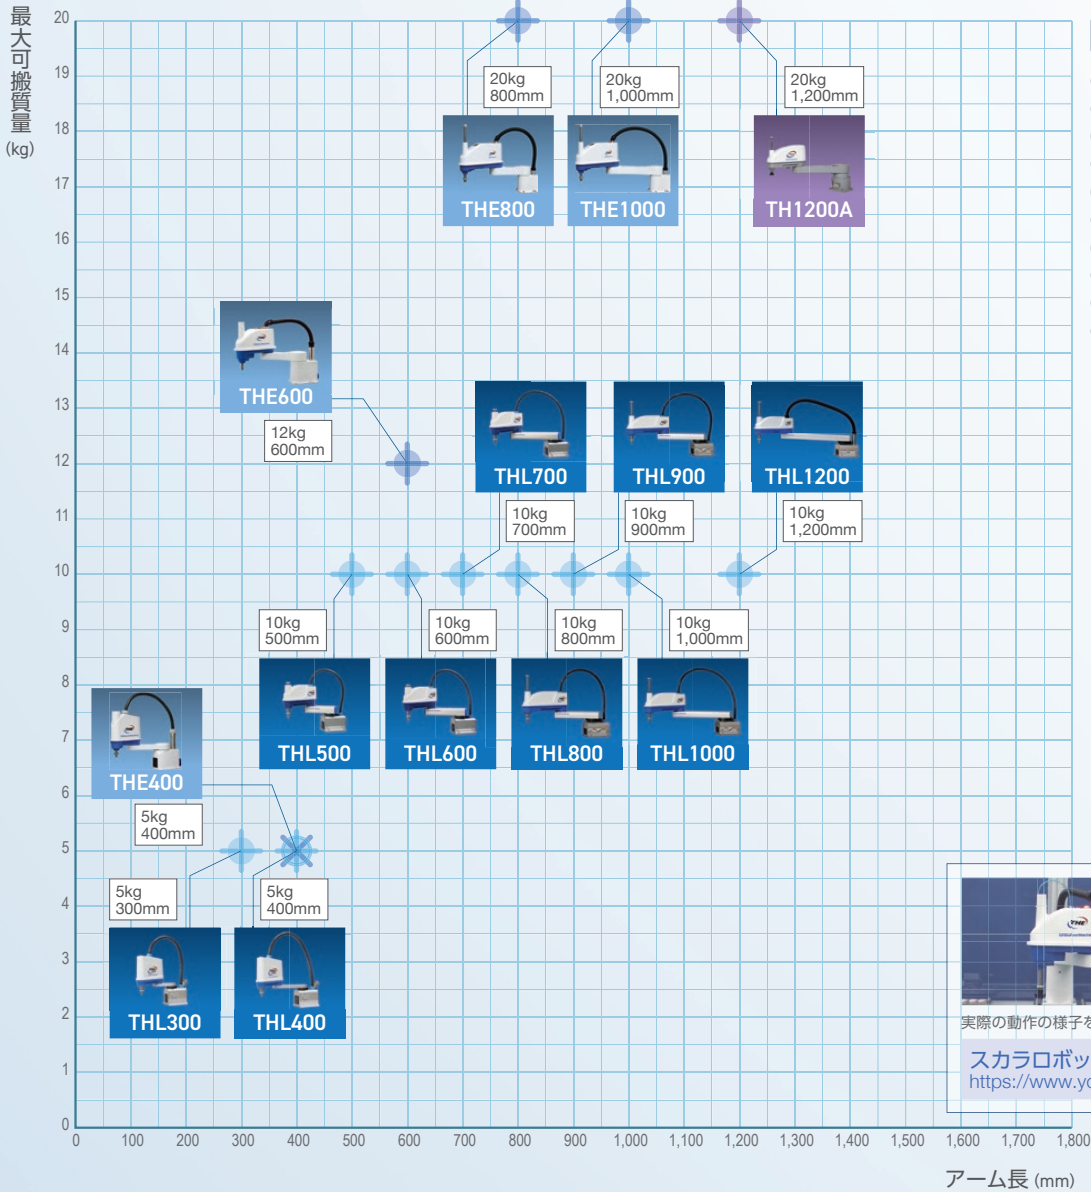 最大可搬質量
(kg)
20
19
18
17
16
15
14
13
12
11
10
9
8
7
6
5
4
3
2
1
0
20kg
800mm
THE800
20kg
1,000mm
THE1000
20kg
1,200mm
TH1200A
THE600
12kg
600mm
THL700
10kg
700mm
THL900
10kg
900mm
THL1200
10kg
1,200mm
10kg
500mm
THL500
10kg
600mm
THL600
10kg
800mm
THL800
10kg
1,000mm
THL1000
THE400
5kg
400mm
5kg
300mm
THL300
5kg
400mm
THL400
実際の動作の様子を
スカラロボッ
https://www.yo
0 100 200 300 400 500 600 700 800 900 1,000 1,100 1,200 1,300 1,400 1,500 1,600 1,700 1,800
アーム長 (mm)